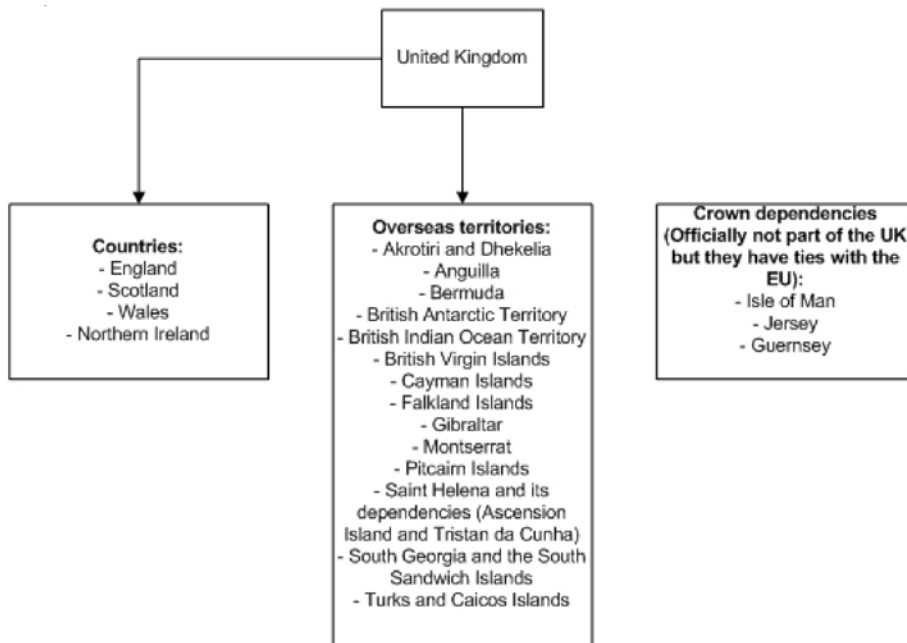 United Kingdom
Countries:
- England
- Scotland
- Wales
- Northern Ireland
Overseas territories:
- Akrotiri and Dhekelia
- Anguilla
- Bermuda
- British Antarctic Territory
- British Indian Ocean Territory
- British Virgin Islands
- Cayman Islands
- Falkland Islands
- Gibraltar
- Montserrat
- Pitcairn Islands
- Saint Helena and its
dependencies (Ascension
Island and Tristan da Cunha)
- South Georgia and the South
Sandwich Islands
- Turks and Caicos Islands
Crown dependencies
(Officially not part of the UK
but they have ties with the
EU):
- Isle of Man
- Jersey
- Guernsey